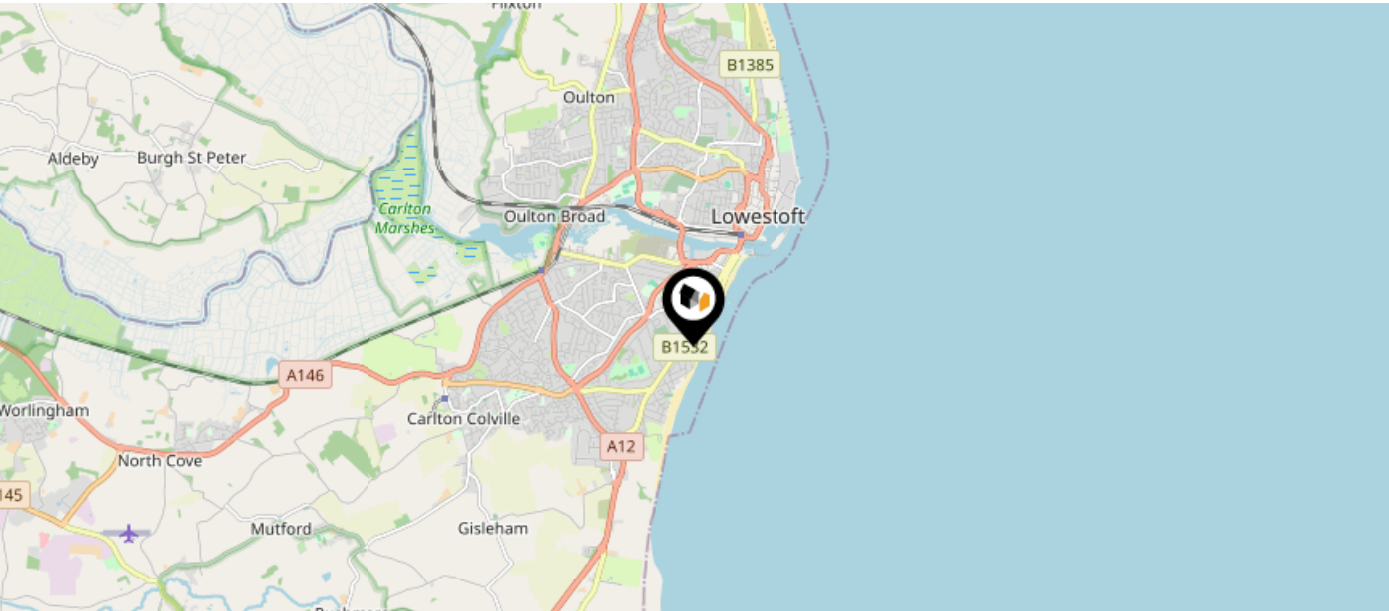 Flixton
B1385
Oulton
Aldeby
Burgh St Peter
Carlton
Marshes
Oulton Broad
Lowestoft
B1532
A146
Worlingham
Carlton Colville
A12
North Cove
145
Mutford
Gisleham